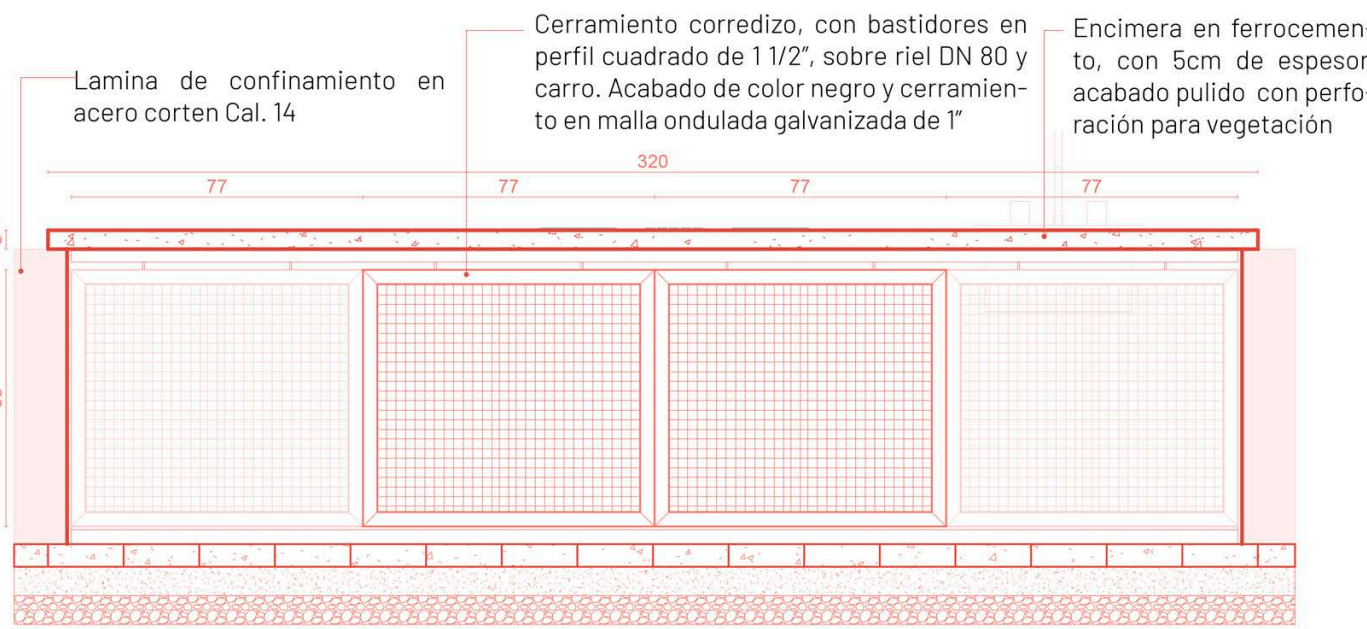 Lamina de confinamiento en
acero corten Cal. 14
Cerramiento corredizo, con bastidores en
perfil cuadrado de 1 1/2”, sobre riel DN 80 y
carro. Acabado de color negro y cerramien-
to en malla ondulada galvanizada de 1”
Encimera en ferrocemen-
to, con 5cm de espesor
acabado pulido con perfo-
ración para vegetación
320
77 77 77 77